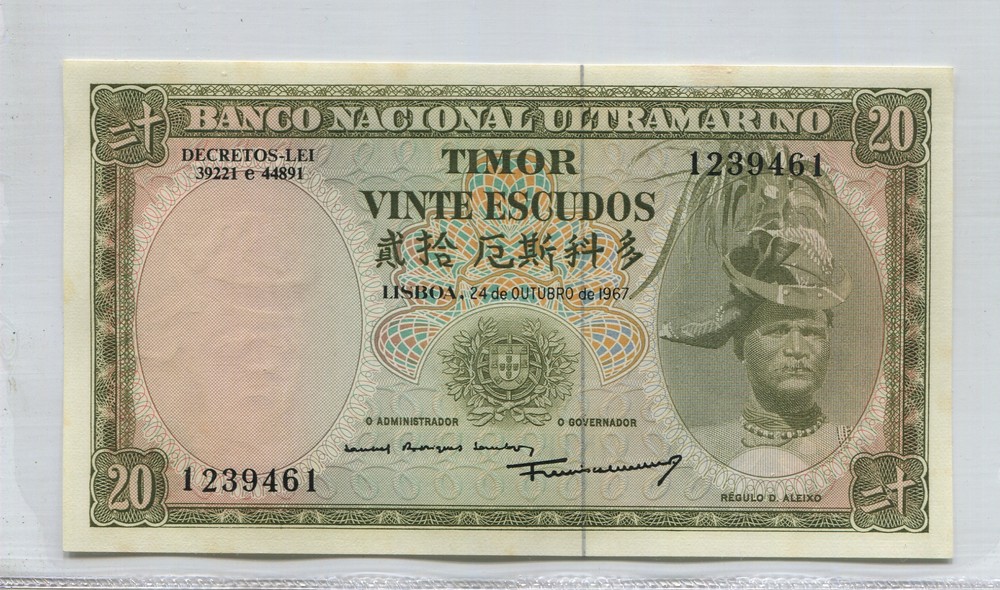 二十 BANCO NACIONAL ULTRAMARINO 20
DECRETOS-LEI
39221 e 44891
TIMOR
1239461
VINTE ESCUDOS
貳拾 厄斯科多
LISBOA, 24 de OUTUBRO de 1967
O ADMINISTRADOR O GOVERNADOR
20 1239461
RÉGULO D. ALEIXO
二十